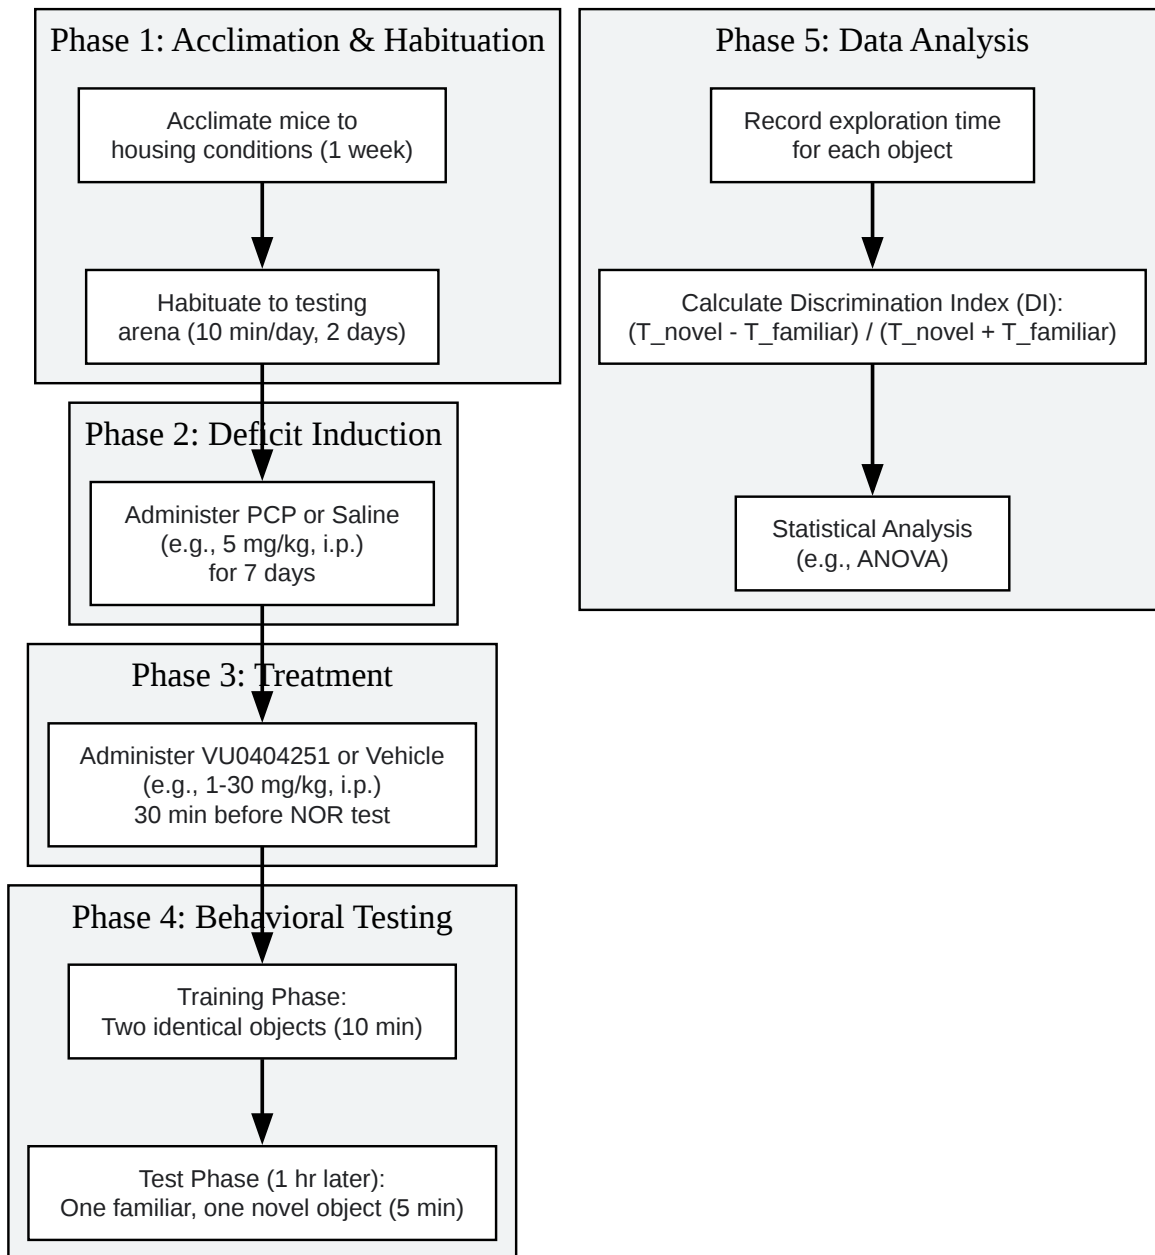 Phase 1: Acclimation & Habituation
Acclimate mice to
housing conditions (1 week)
Habituate to testing
arena (10 min/day, 2 days)
Phase 2: Deficit Induction
Administer PCP or Saline
(e.g., 5 mg/kg, i.p.)
for 7 days
Phase 3: Treatment
Administer VU0404251 or Vehicle
(e.g., 1-30 mg/kg, i.p.)
30 min before NOR test
Phase 4: Behavioral Testing
Training Phase:
Two identical objects (10 min)
Test Phase (1 hr later):
One familiar, one novel object (5 min)
Phase 5: Data Analysis
Record exploration time
for each object
Calculate Discrimination Index (DI):
(T_novel - T_familiar) / (T_novel + T_familiar)
Statistical Analysis
(e.g., ANOVA)